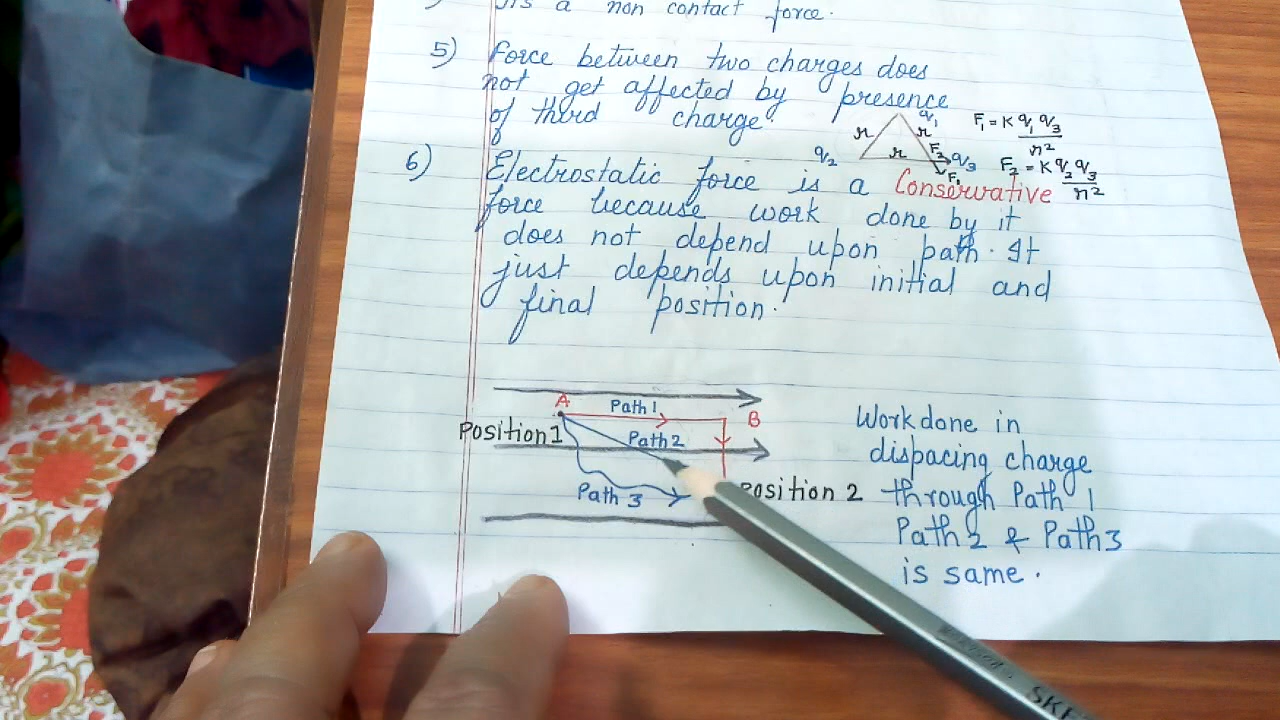 Its a non contact force.
5) Force between two charges does
not get affected by presence
of third charge.
r r r q1 q2 q3 F2 F1
F1 = K q1 q3
r2
F2 = K q2 q3
r2
6) Electrostatic force is a Conservative
force because work done by it
does not depend upon path. It
just depends upon initial and
final position.
A Path 1 B
Position 1
Path 2
Path 3
Position 2
Work done in
dispacing charge
through Path 1
Path 2 & Path 3
is same.